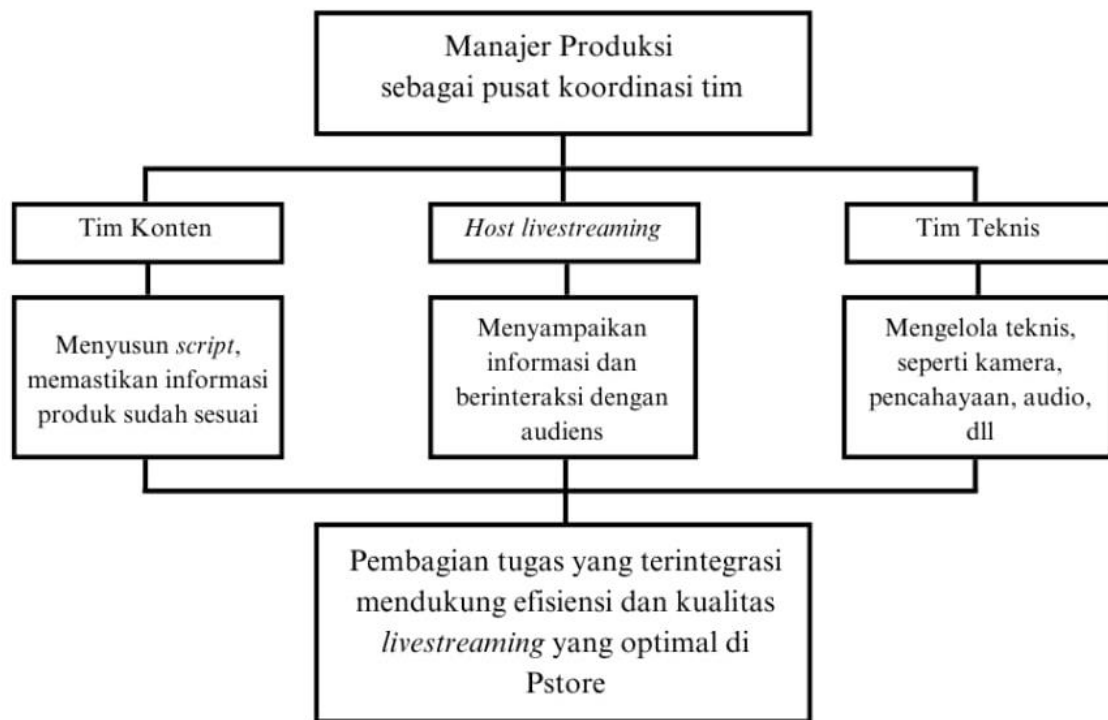 Manajer Produksi
sebagai pusat koordinasi tim
Tim Konten
Host livestreaming
Tim Teknis
Menyusun script,
memastikan informasi
produk sudah sesuai
Menyampaikan
informasi dan
berinteraksi dengan
audiens
Mengelola teknis,
seperti kamera,
pencahayaan, audio,
dll
Pembagian tugas yang terintegrasi
mendukung efisiensi dan kualitas
livestreaming yang optimal di
Pstore